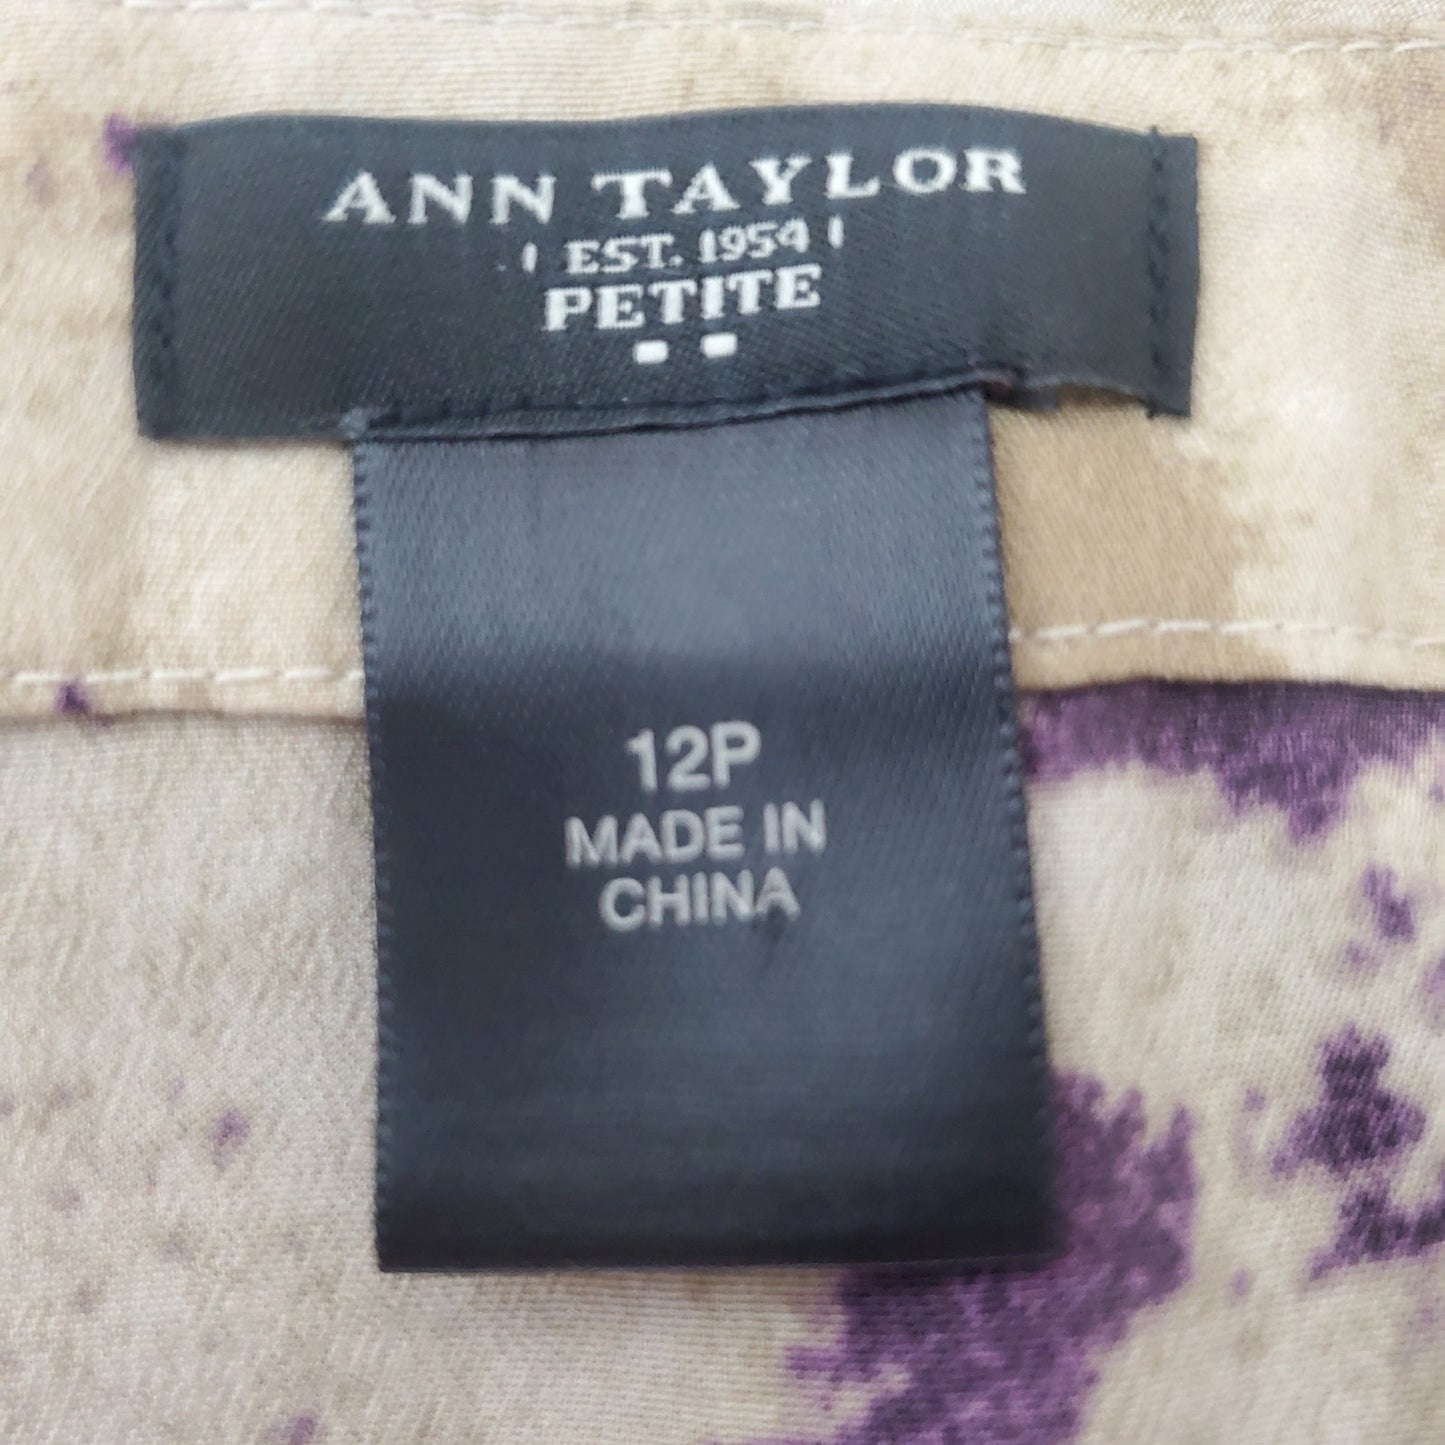 ANN TAYLOR
EST. 1954
PETITE
12P
MADE IN
CHINA